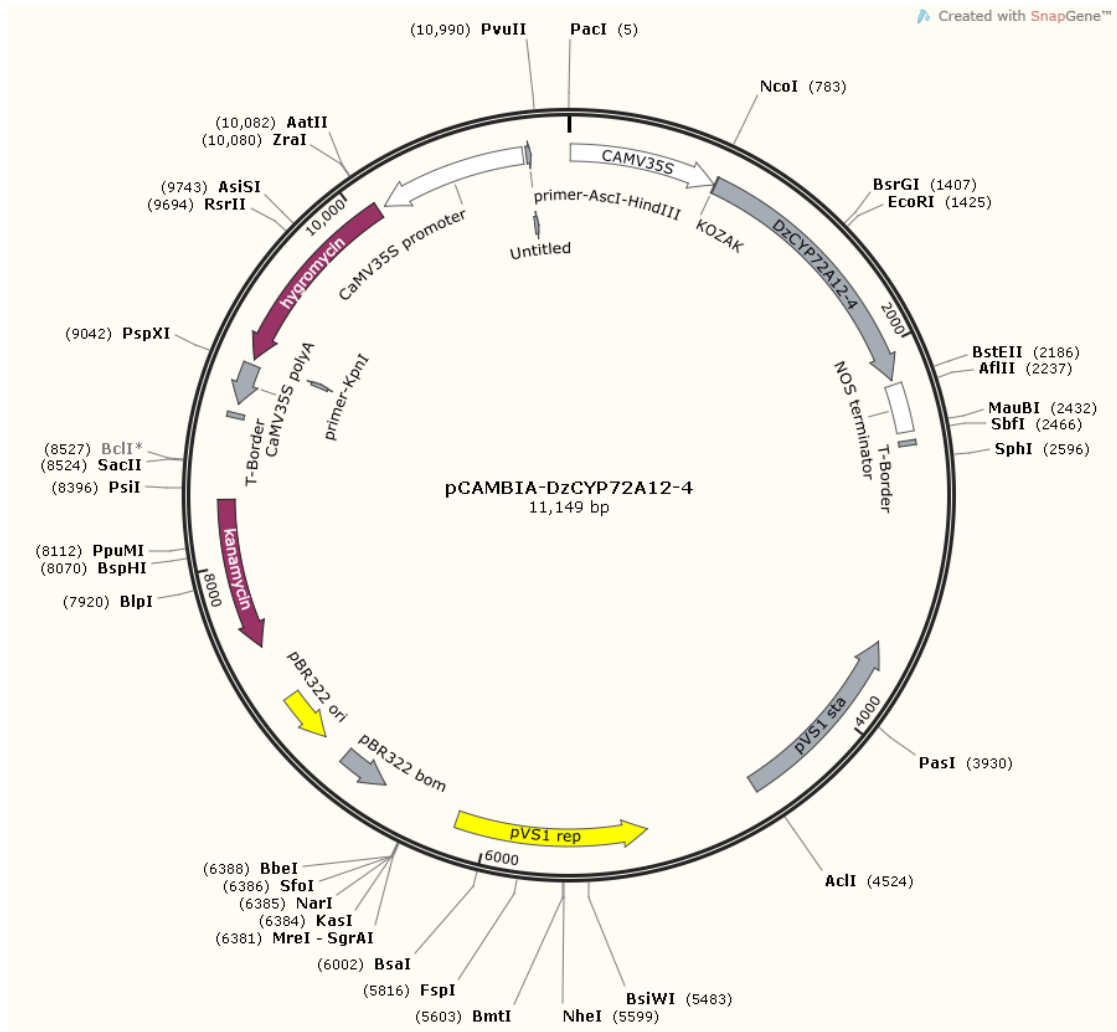 Created with SnapGene™
(10,990) PvuII
PacI (5)
NcoI (783)
(10,082) AatII
(10,080) ZraI
(9743) AsiSI
(9694) RsrII
BsrGI (1407)
EcoRI (1425)
10,000
CAMV35S
primer-AscI-HindIII
KOZAK
Untitled
CaMV35S promoter
hygromycin
DzCYP72A12-4
2000
(9042) PspXI
BstEII (2186)
AflII (2237)
MauBI (2432)
SbfI (2466)
SphI (2596)
NOS terminator
T-Border
CaMV35S polyA
primer-KpnI
T-Border
(8527) BclI*
(8524) SacII
(8396) PsiI
pCAMBIA-DzCYP72A12-4
11,149 bp
(8112) PpuMI
(8070) BspHI
(7920) BlpI
8000
kanamycin
pBR322 ori
pBR322 bom
pVS1 sta
4000
PasI (3930)
pVS1 rep
6000
AclI (4524)
(6388) BbeI
(6386) SfoI
(6385) NarI
(6384) KasI
(6381) MreI - SgrAI
(6002) BsaI
(5816) FspI
(5603) BmtI
NheI (5599)
BsiWI (5483)